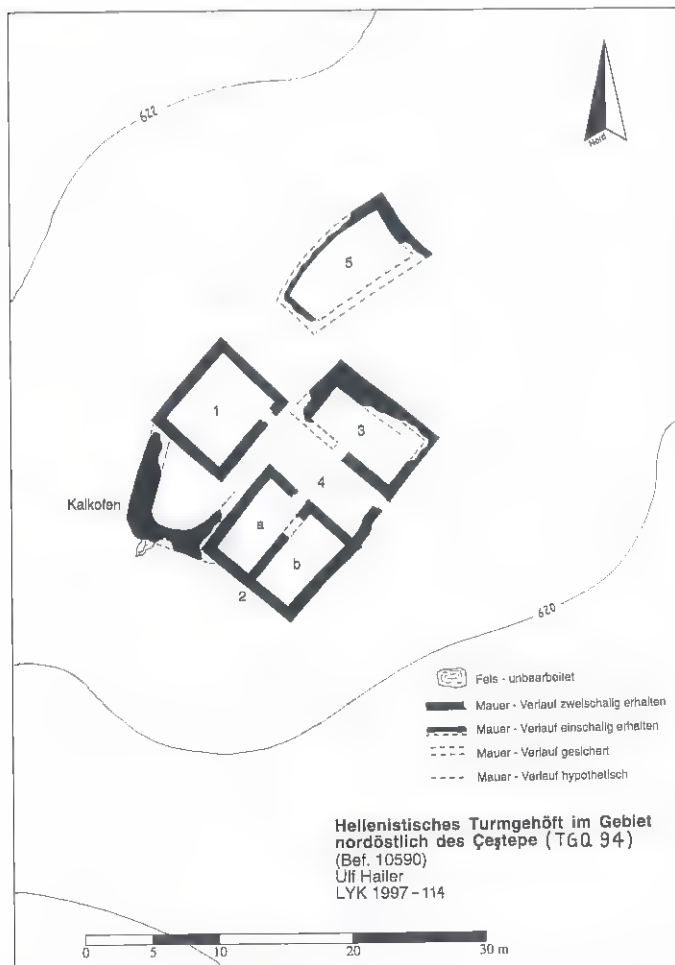 622
Nord
5
1
3
4
Kalkofen
a
b
2
620
Fels - unbearbeitet
Mauer - Verlauf zweischalig erhalten
Mauer - Verlauf einschalig erhalten
Mauer - Verlauf gesichert
Mauer - Verlauf hypothetisch
Hellenistisches Turmgehöft im Gebiet
nordöstlich des Çeştepe (TGQ 94)
(Bef. 10590)
Ulf Hailer
LYK 1997-114
0 5 10 20 30 m